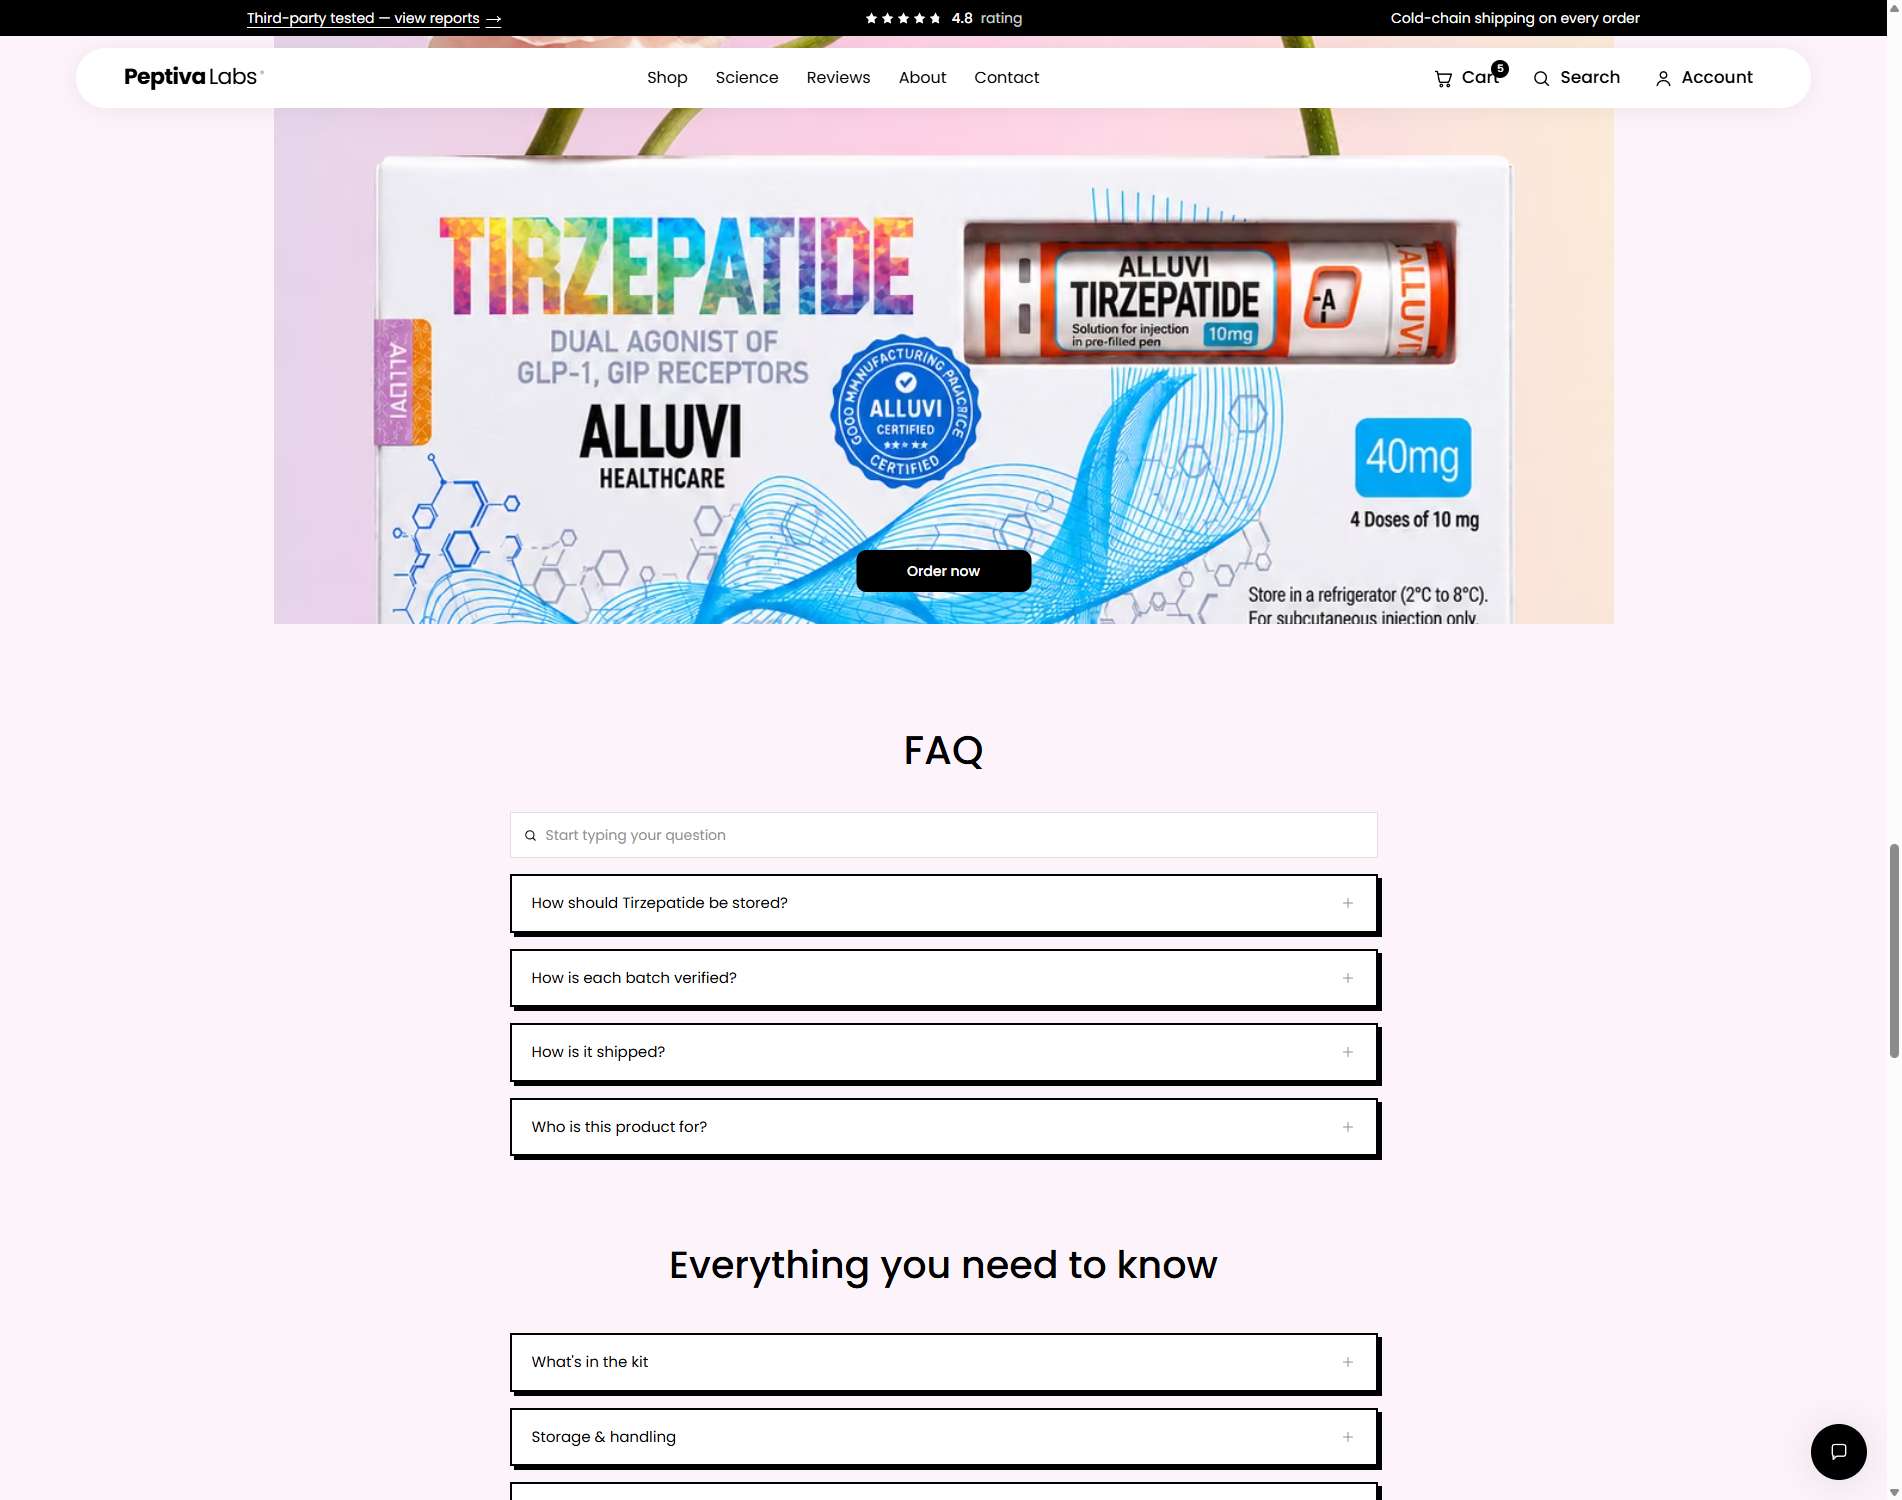 Third-party tested — view reports →
4.8 rating
Cold-chain shipping on every order
Peptiva Labs
Shop
Science
Reviews
About
Contact
Cart
5
Search
Account
TIRZEPATIDE
DUAL AGONIST OF
GLP-1, GIP RECEPTORS
ALLUVI
HEALTHCARE
ALLUVI
GOOD MMNUFACTURING PAUCRICE
ALLUVI
CERTIFIED
CERTIFIED
ALLUVI
TIRZEPATIDE
Solution for injection
in pre-filled pen
10mg
-A
ALLUVI
40mg
4 Doses of 10 mg
Order now
Store in a refrigerator (2°C to 8°C).
For subcutaneous injection only.
FAQ
Start typing your question
How should Tirzepatide be stored?
How is each batch verified?
How is it shipped?
Who is this product for?
Everything you need to know
What's in the kit
Storage & handling